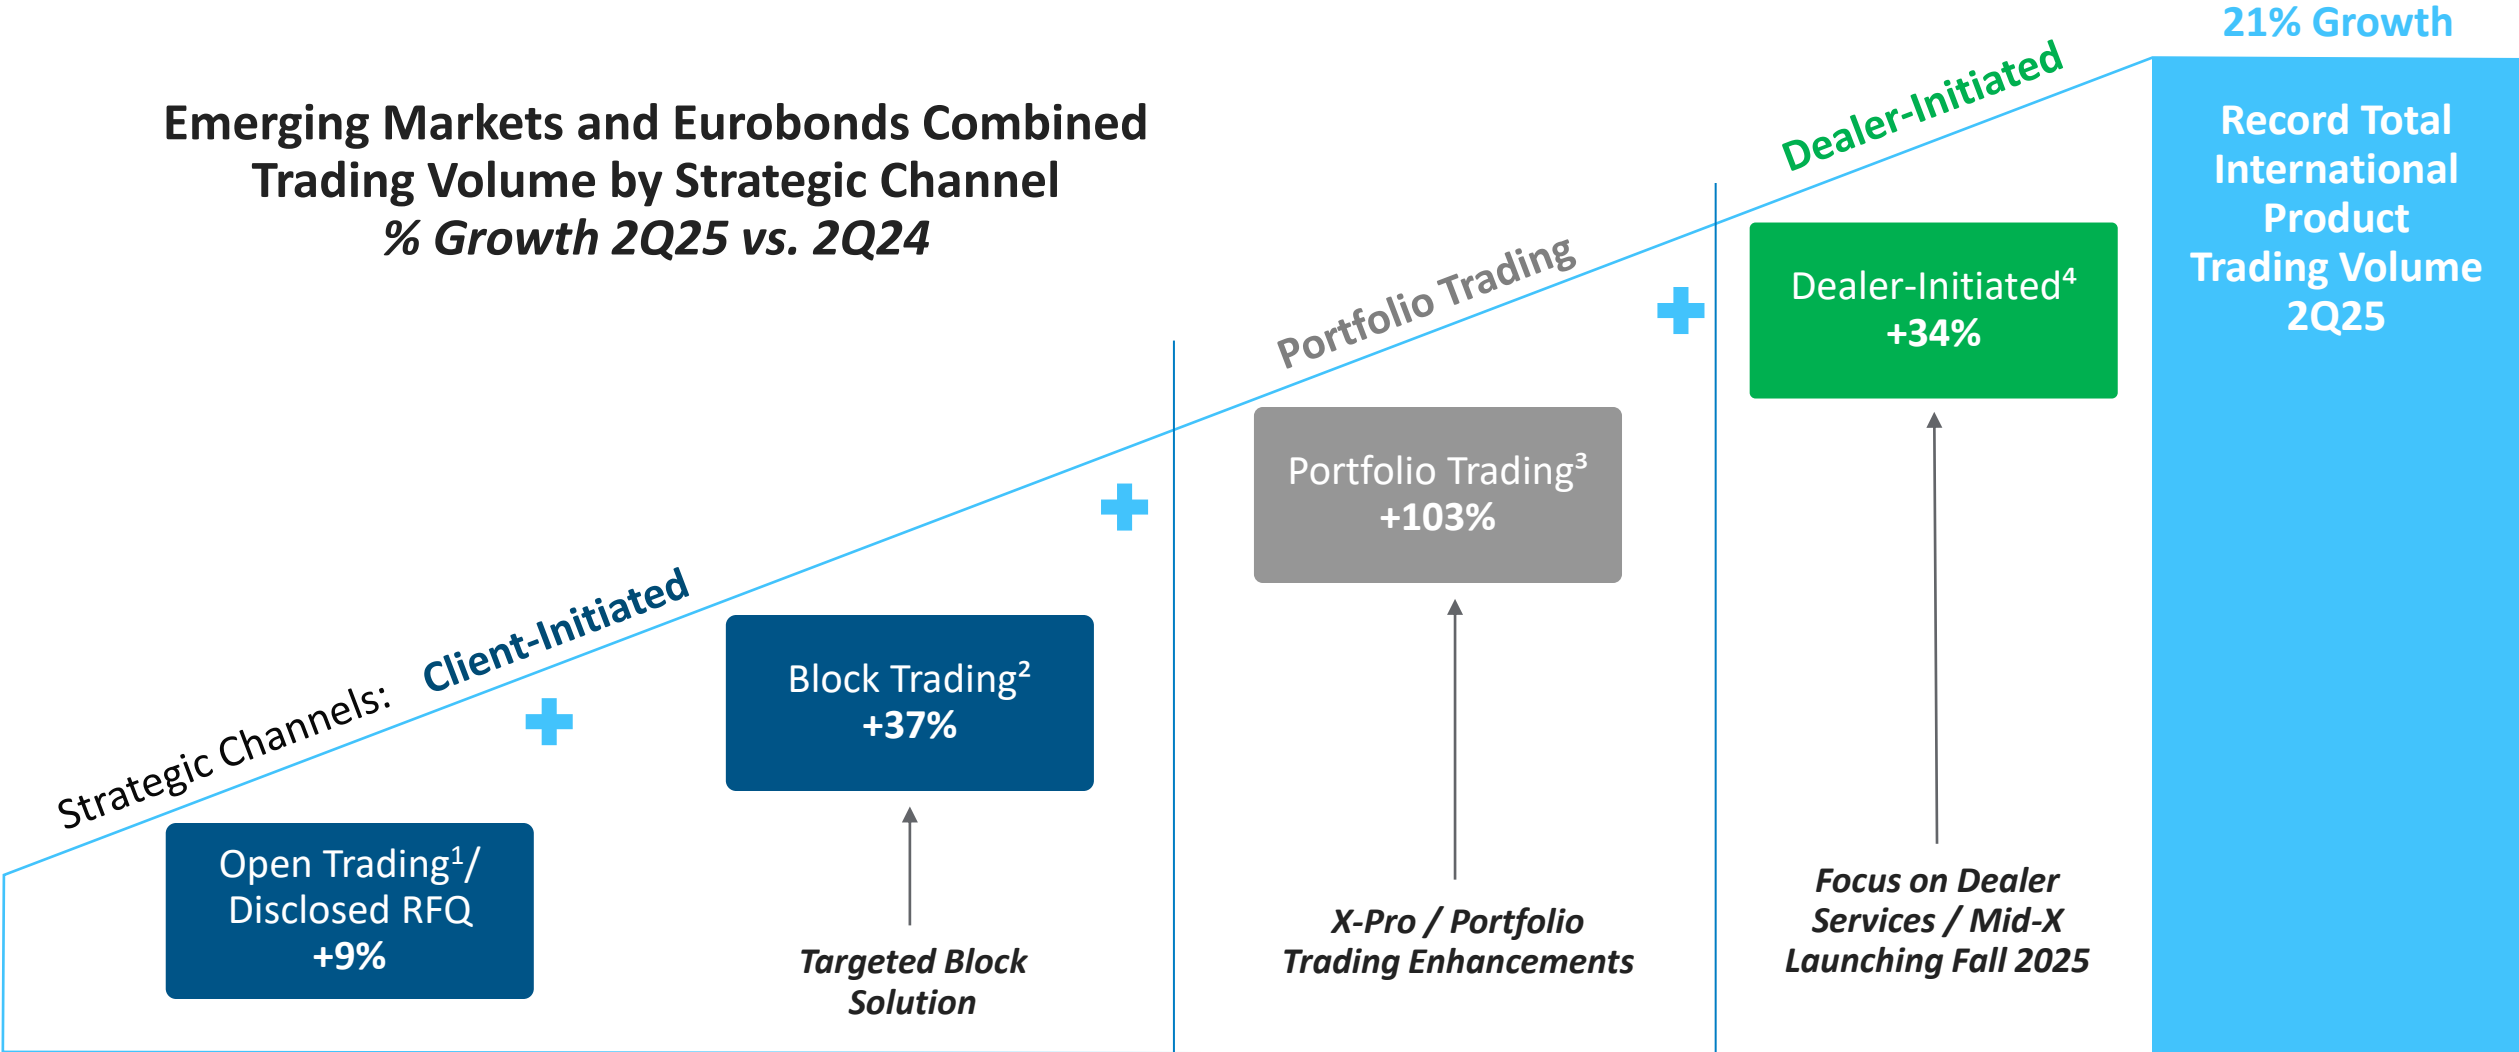 Emerging Markets and Eurobonds Combined
Trading Volume by Strategic Channel
% Growth 2Q25 vs. 2Q24
Strategic Channels:
Client-Initiated
Portfolio Trading
Dealer-Initiated
Open Trading¹/
Disclosed RFQ
+9%
Block Trading²
+37%
Targeted Block
Solution
Portfolio Trading³
+103%
X-Pro / Portfolio
Trading Enhancements
Dealer-Initiated⁴
+34%
Focus on Dealer
Services / Mid-X
Launching Fall 2025
21% Growth
Record Total
International
Product
Trading Volume
2Q25